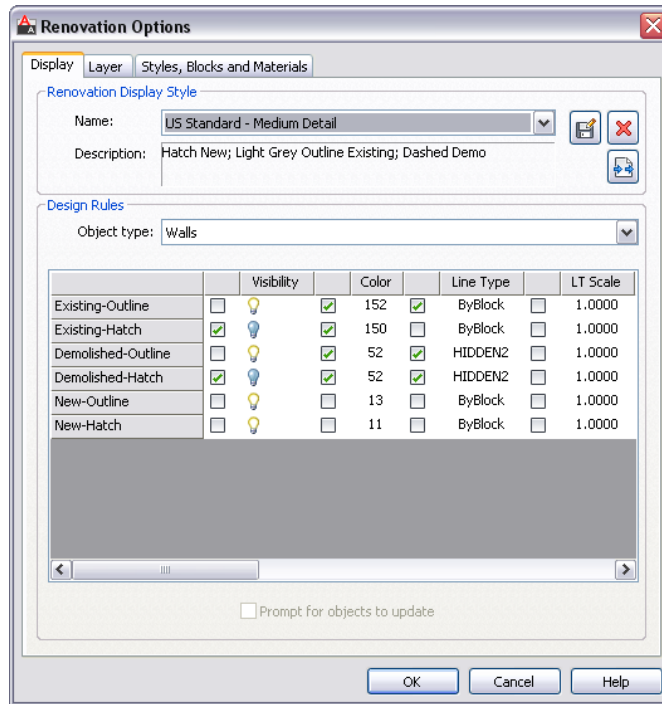 Renovation Options
Display Layer Styles, Blocks and Materials
Renovation Display Style
Name: US Standard - Medium Detail
Description: Hatch New; Light Grey Outline Existing; Dashed Demo
Design Rules
Object type: Walls
Visibility Color Line Type LT Scale
Existing-Outline 152 ByBlock 1.0000
Existing-Hatch 150 ByBlock 1.0000
Demolished-Outline 52 HIDDEN2 1.0000
Demolished-Hatch 52 HIDDEN2 1.0000
New-Outline 13 ByBlock 1.0000
New-Hatch 11 ByBlock 1.0000
Prompt for objects to update
OK Cancel Help